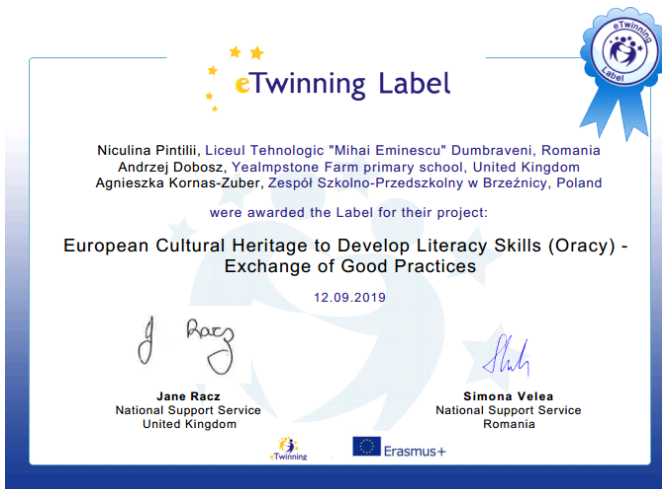 eTwinning
Label
eTwinning Label
Niculina Pintilii, Liceul Tehnologic "Mihai Eminescu" Dumbraveni, Romania
Andrzej Dobosz, Yealmpstone Farm primary school, United Kingdom
Agnieszka Kornas-Zuber, Zespół Szkolno-Przedszkolny w Brzeźnicy, Poland
were awarded the Label for their project:
European Cultural Heritage to Develop Literacy Skills (Oracy) -
Exchange of Good Practices
12.09.2019
J Racz
Jane Racz
National Support Service
United Kingdom
Simona Velea
National Support Service
Romania
eTwinning
Erasmus+